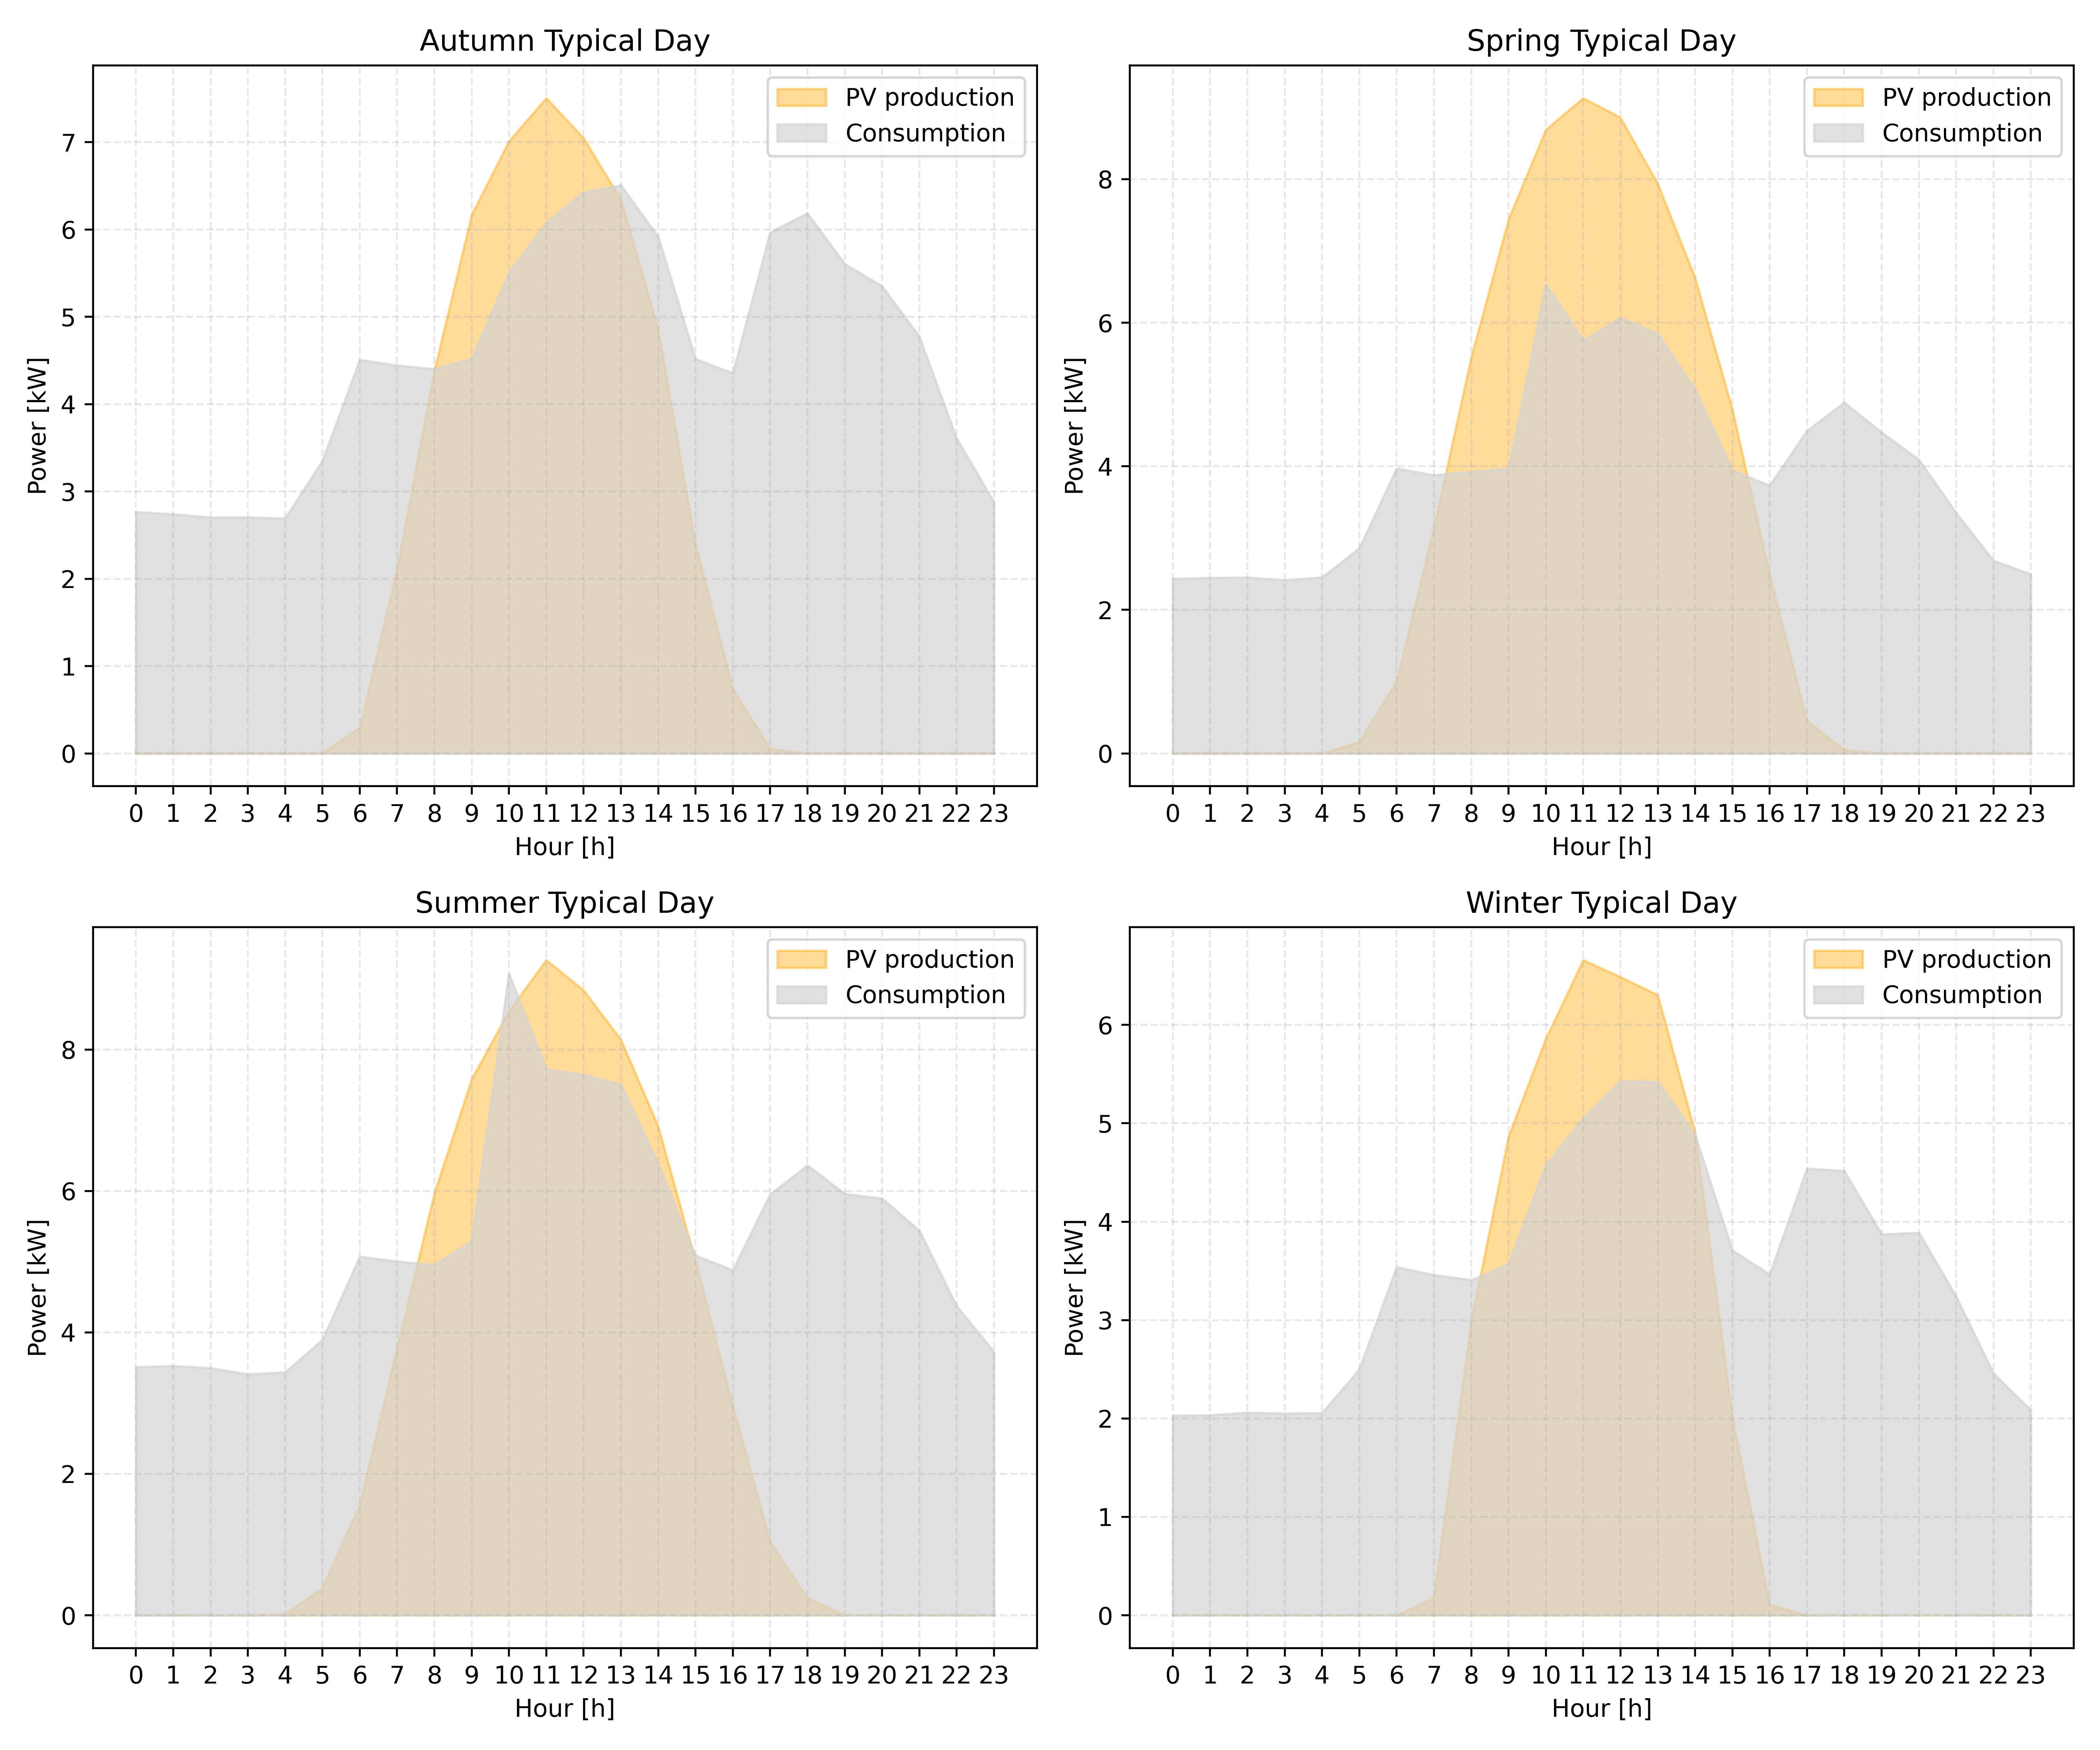 Autumn Typical Day
PV production
Consumption
7
6
5
4
3
2
1
0
Power [kW]
0 1 2 3 4 5 6 7 8 9 10 11 12 13 14 15 16 17 18 19 20 21 22 23
Hour [h]
Spring Typical Day
PV production
Consumption
8
6
4
2
0
Power [kW]
0 1 2 3 4 5 6 7 8 9 10 11 12 13 14 15 16 17 18 19 20 21 22 23
Hour [h]
Summer Typical Day
PV production
Consumption
8
6
4
2
0
Power [kW]
0 1 2 3 4 5 6 7 8 9 10 11 12 13 14 15 16 17 18 19 20 21 22 23
Hour [h]
Winter Typical Day
PV production
Consumption
6
5
4
3
2
1
0
Power [kW]
0 1 2 3 4 5 6 7 8 9 10 11 12 13 14 15 16 17 18 19 20 21 22 23
Hour [h]